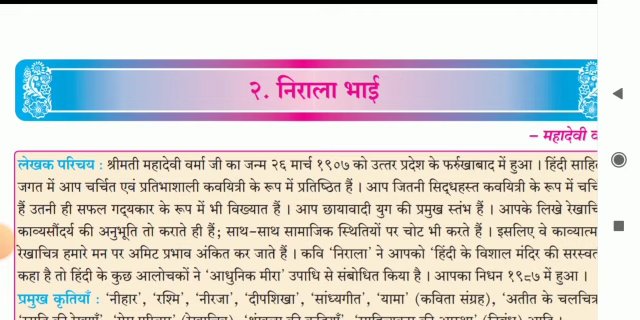 २. निराला भाई
– महादेवी
लेखक परिचय : श्रीमती महादेवी वर्मा जी का जन्म २६ मार्च १९०७ को उत्तर प्रदेश के फर्रुखाबाद में हुआ । हिंदी
जगत में आप चर्चित एवं प्रतिभाशाली कवयित्री के रूप में प्रतिष्ठित हैं । आप जितनी सिद्धहस्त कवयित्री के रूप में
हैं उतनी ही सफल गद्यकार के रूप में भी विख्यात हैं । आप छायावादी युग की प्रमुख स्तंभ हैं । आपके लिखे
काव्यसौंदर्य की अनुभूति तो कराते ही हैं; साथ-साथ सामाजिक स्थितियों पर चोट भी करते हैं । इसलिए वे
रेखाचित्र हमारे मन पर अमिट प्रभाव अंकित कर जाते हैं । कवि ‘निराला’ ने आपको ‘हिंदी के विशाल मंदिर की
कहा है तो हिंदी के कुछ आलोचकों ने ‘आधुनिक मीरा’ उपाधि से संबोधित किया है । आपका निधन १९८७ में हुआ ।
प्रमुख कृतियाँ : ‘नीहार’, ‘रश्मि’, ‘नीरजा’, ‘दीपशिखा’, ‘सांध्यगीत’, ‘यामा’ (कविता संग्रह), ‘अतीत के